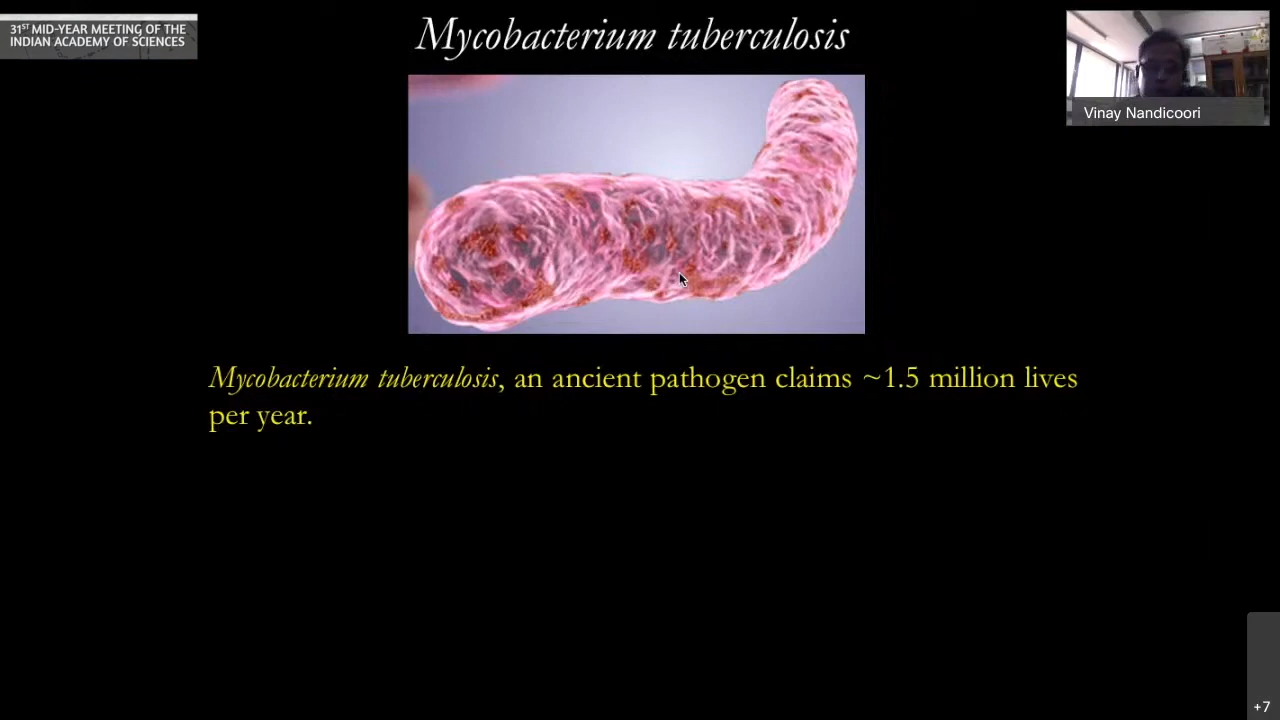 31ST MID-YEAR MEETING OF THE
INDIAN ACADEMY OF SCIENCES
Mycobacterium tuberculosis
Vinay Nandicoori
Mycobacterium tuberculosis, an ancient pathogen claims ~1.5 million lives
per year.
+7